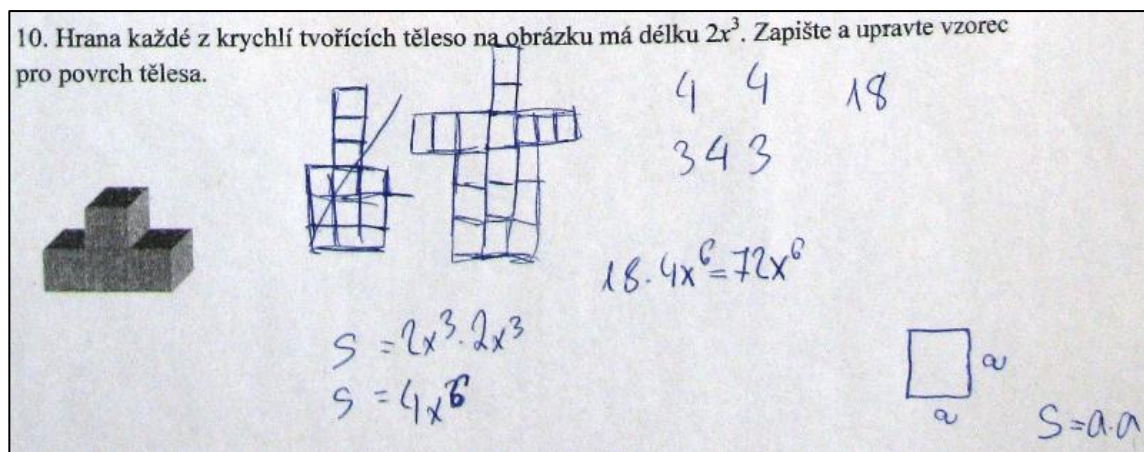 10. Hrana každé z krychlí tvořících těleso na obrázku má délku 2x³. Zapište a upravte vzorec
pro povrch tělesa.
4 4 18
3 4 3
18 · 4x⁶ = 72x⁶
S = 2x³ · 2x³
S = 4x⁶
a
a
S = a · a